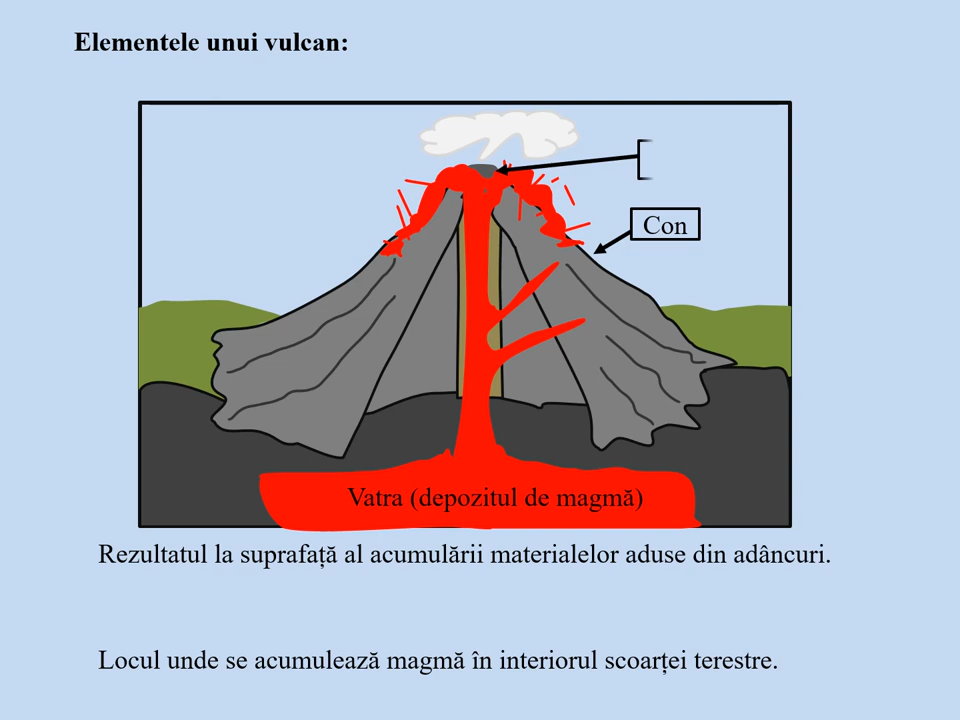 Elementele unui vulcan:
Con
Vatra (depozitul de magmă)
Rezultatul la suprafață al acumulării materialelor aduse din adâncuri.
Locul unde se acumulează magmă în interiorul scoarței terestre.